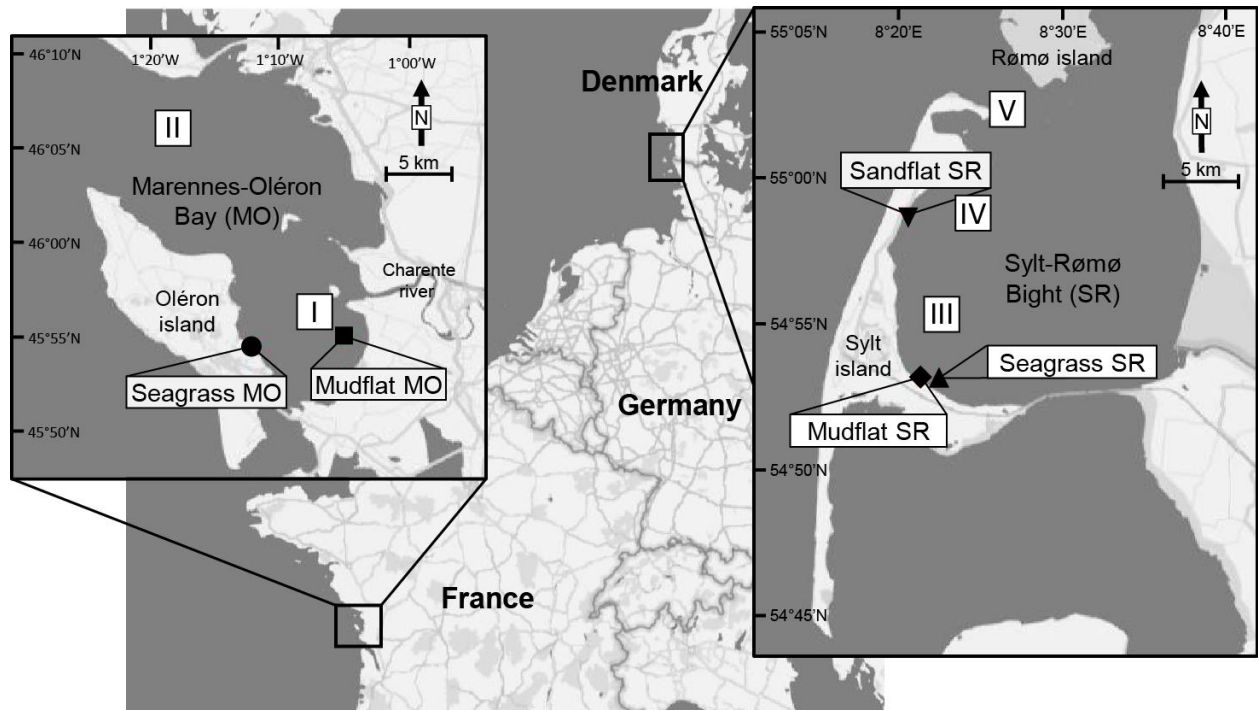 46°10'N
46°05'N
46°00'N
45°55'N
45°50'N
1°20'W
1°10'W
1°00'W
II
N
5 km
Marennes-Oléron
Bay (MO)
Charente
river
Oléron
island
I
Seagrass MO
Mudflat MO
Denmark
Germany
France
55°05'N
55°00'N
54°55'N
54°50'N
54°45'N
8°20'E
8°30'E
8°40'E
Rømø island
V
N
5 km
Sandflat SR
IV
Sylt-Rømø
Bight (SR)
III
Sylt
island
Seagrass SR
Mudflat SR